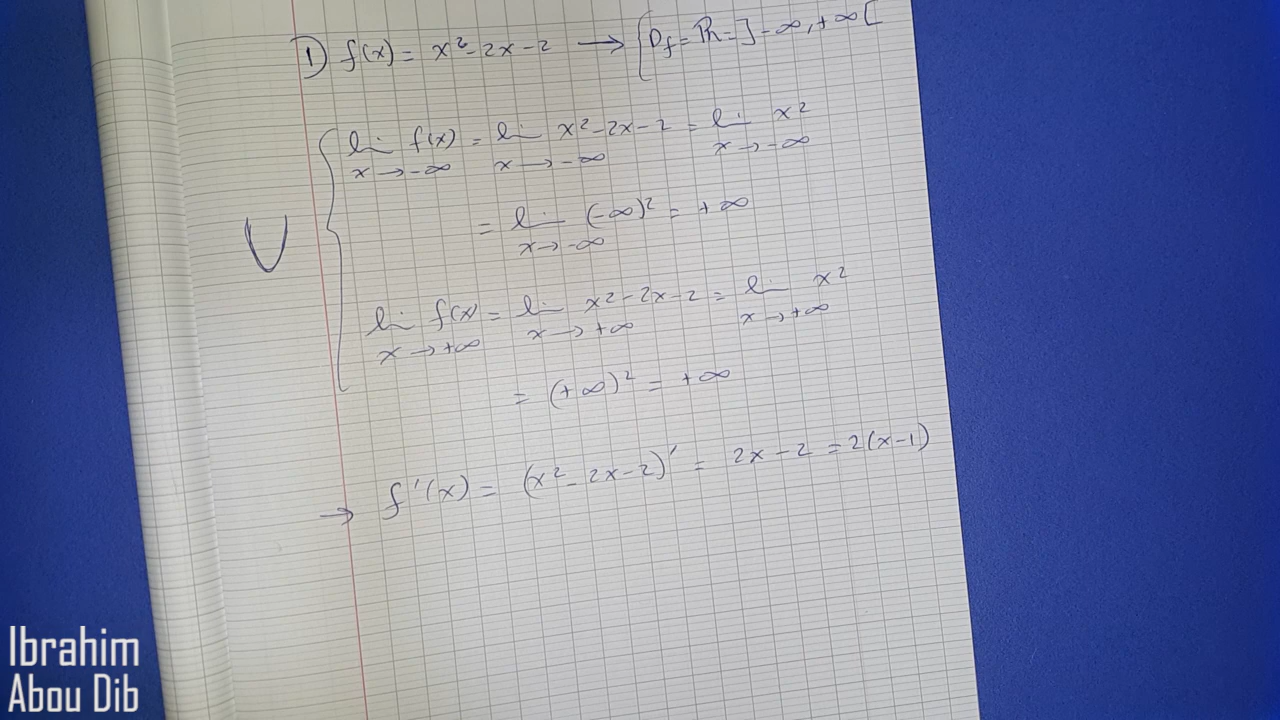 1) f(x) = x² - 2x - 2 → { Df = ℝ = ]-∞, +∞[
lim f(x) = lim x² - 2x - 2 = lim x²
x → -∞ x → -∞ x → -∞
= lim (-∞)² = +∞
x → -∞
lim f(x) = lim x² - 2x - 2 = lim x²
x → +∞ x → +∞ x → +∞
= (+∞)² = +∞
→ f'(x) = (x² - 2x - 2)' = 2x - 2 = 2(x-1)
Ibrahim
Abou Dib